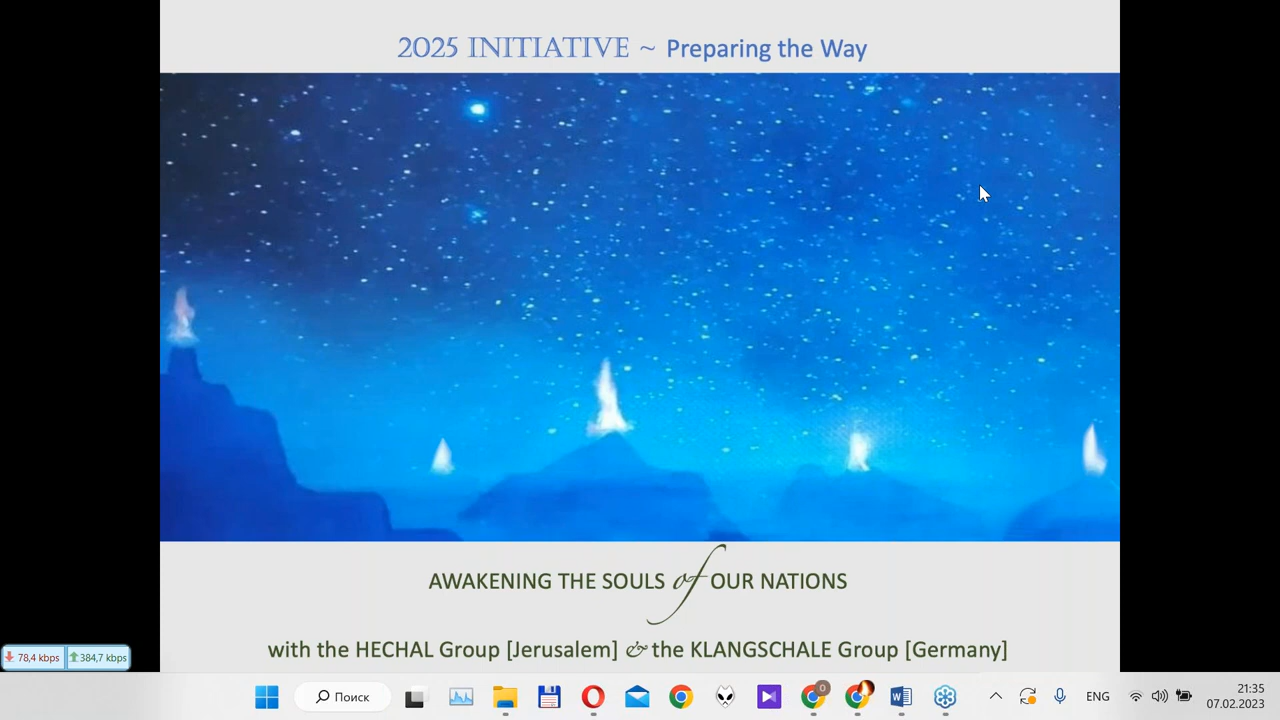 2025 INITIATIVE ~ Preparing the Way
AWAKENING THE SOULS of OUR NATIONS
with the HECHAL Group [Jerusalem] & the KLANGSCHALE Group [Germany]
78,4 kbps 384,7 kbps
Поиск
0
ENG
21:35
07.02.2023